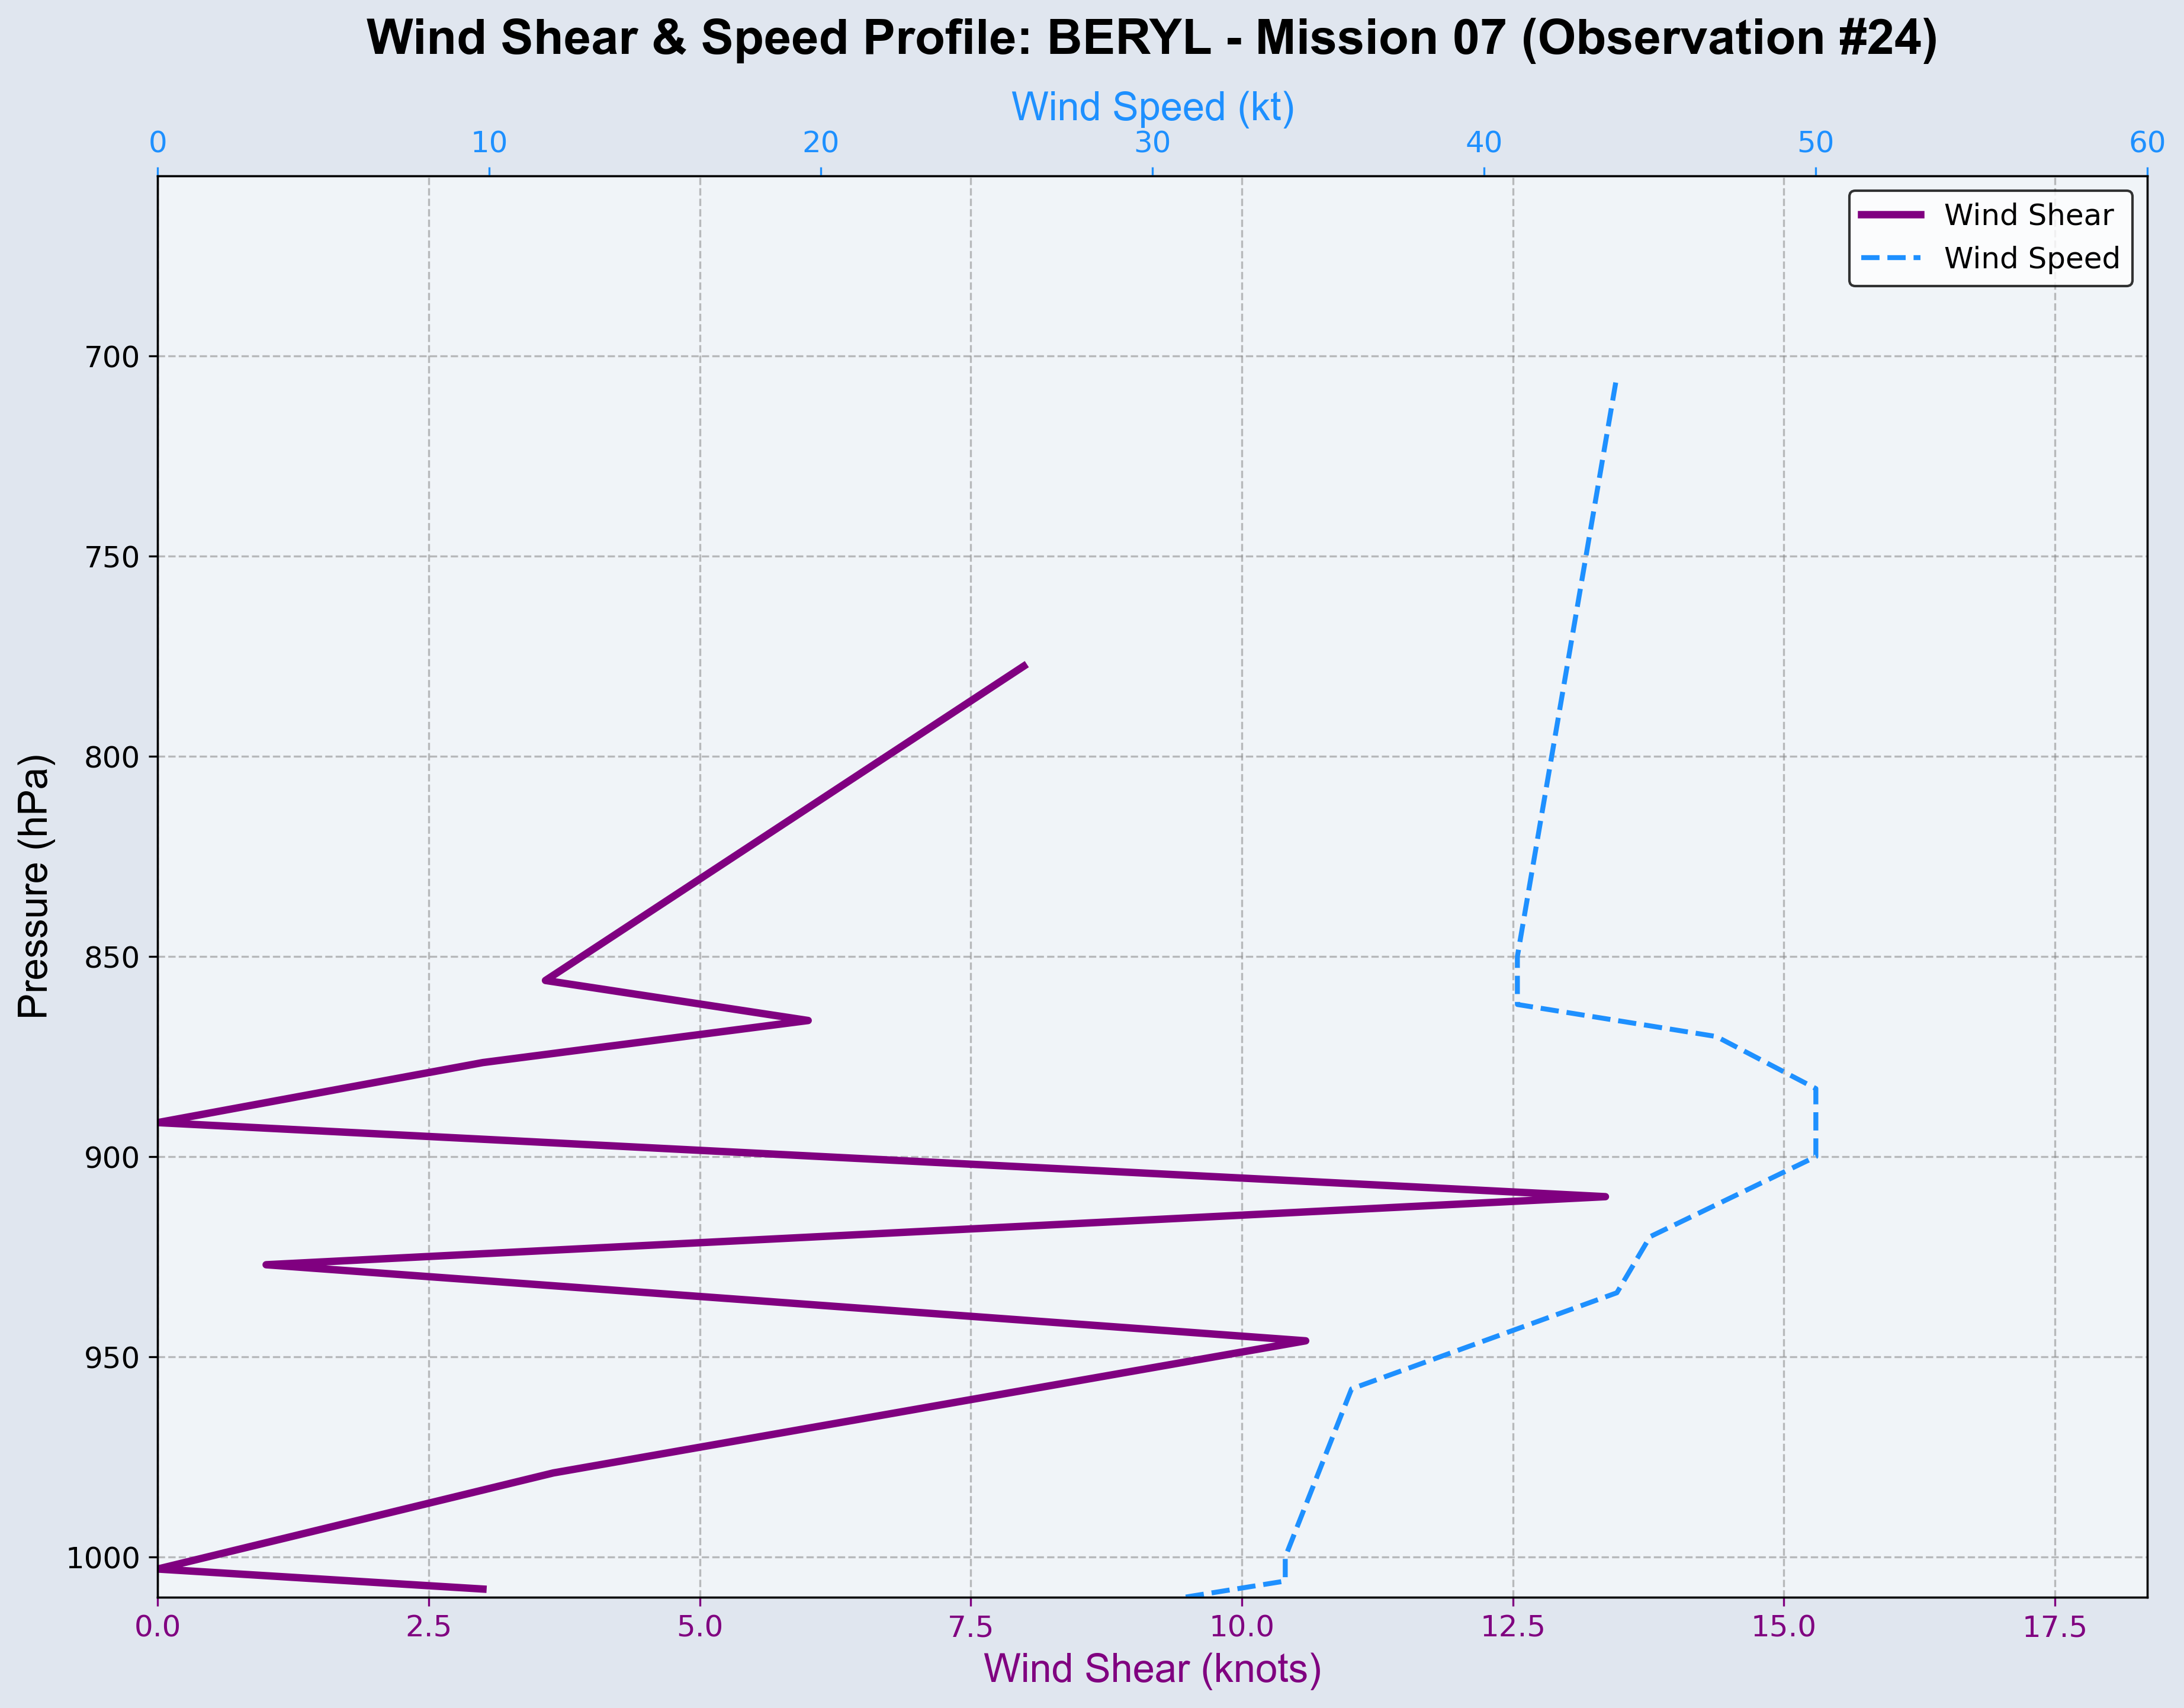 Wind Shear & Speed Profile: BERYL - Mission 07 (Observation #24)
Wind Speed (kt)
0 10 20 30 40 50 60
Wind Shear
Wind Speed
700
750
800
850
900
950
1000
Pressure (hPa)
0.0 2.5 5.0 7.5 10.0 12.5 15.0 17.5
Wind Shear (knots)